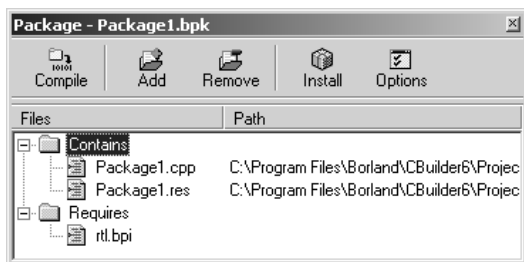 Package - Package1.bpk
Compile Add Remove Install Options
Files Path
Contains
Package1.cpp C:\Program Files\Borland\CBuilder6\Projec
Package1.res C:\Program Files\Borland\CBuilder6\Projec
Requires
rtl.bpi